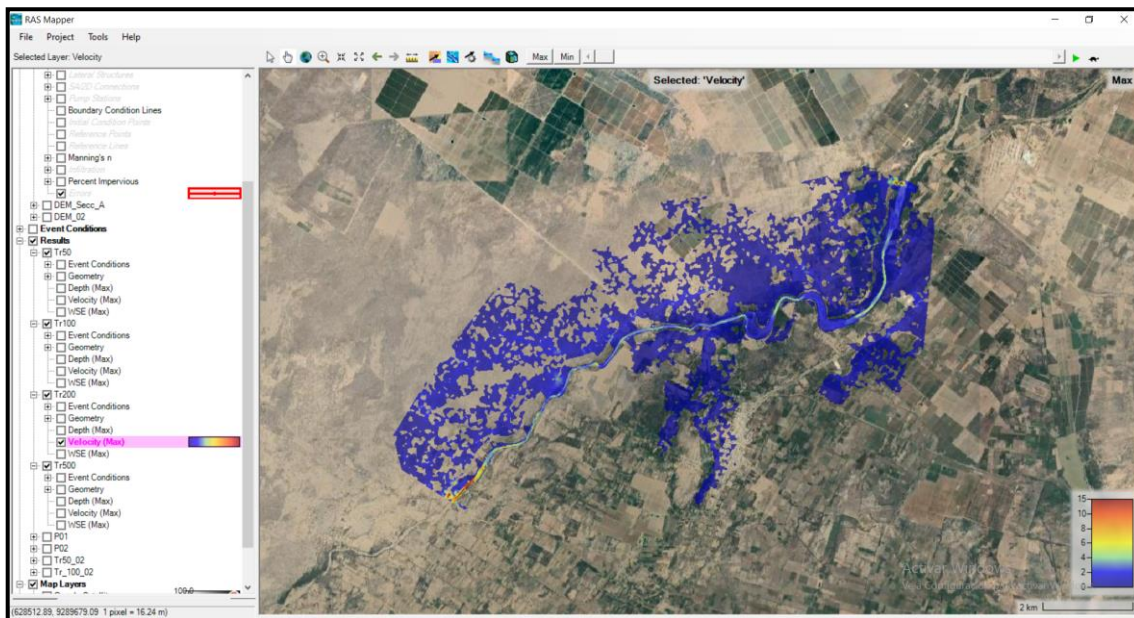 RAS Mapper
File Project Tools Help
Selected Layer: Velocity
Max Min
Lateral Structures
SA/2D Connections
Pump Stations
Boundary Condition Lines
Initial Condition Points
Reference Points
Reference Lines
Manning's n
Infiltration
Percent Impervious
Errors
DEM_Secc_A
DEM_02
Event Conditions
Results
Tr50
Event Conditions
Geometry
Depth (Max)
Velocity (Max)
WSE (Max)
Tr100
Event Conditions
Geometry
Depth (Max)
Velocity (Max)
WSE (Max)
Tr200
Event Conditions
Geometry
Depth (Max)
Velocity (Max)
WSE (Max)
Tr500
Event Conditions
Geometry
Depth (Max)
Velocity (Max)
WSE (Max)
P01
P02
Tr50_02
Tr_100_02
Map Layers
(628512.89, 9289679.09 1 pixel = 16.24 m)
Selected: 'Velocity'
Max
15
10
8
6
4
2
0
Activar Windows
2 km